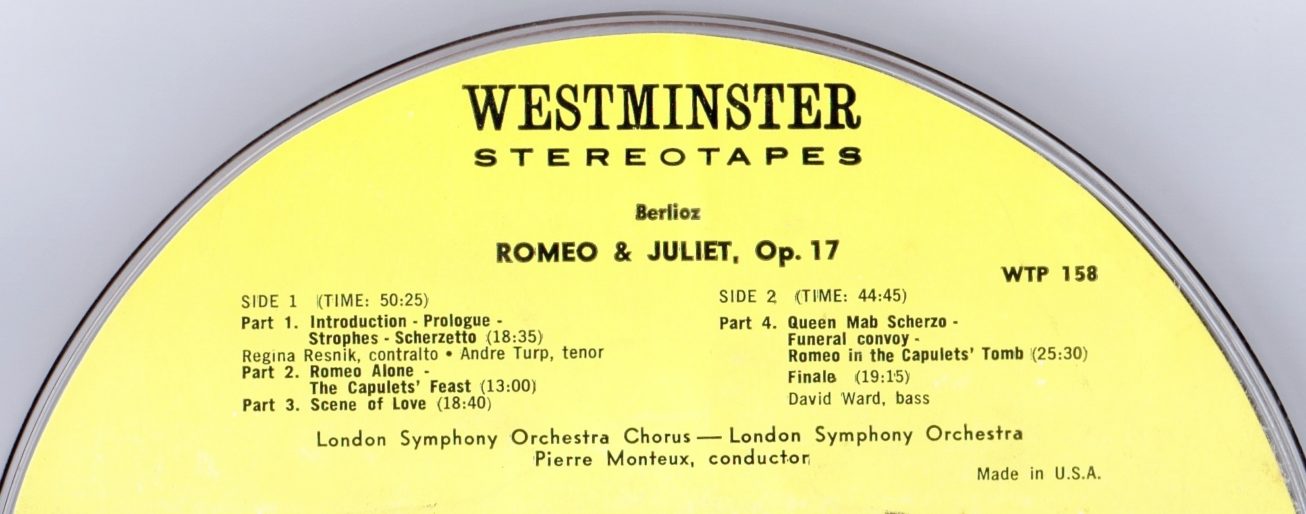 WESTMINSTER
STEREOTAPES
Berlioz
ROMEO & JULIET, Op. 17
WTP 158
SIDE 1 (TIME: 50:25)
Part 1. Introduction - Prologue -
Strophes - Scherzetto (18:35)
Regina Resnik, contralto • Andre Turp, tenor
Part 2. Romeo Alone -
The Capulets' Feast (13:00)
Part 3. Scene of Love (18:40)
SIDE 2 (TIME: 44:45)
Part 4. Queen Mab Scherzo -
Funeral convoy -
Romeo in the Capulets' Tomb (25:30)
Finale (19:15)
David Ward, bass
London Symphony Orchestra Chorus — London Symphony Orchestra
Pierre Monteux, conductor
Made in U.S.A.